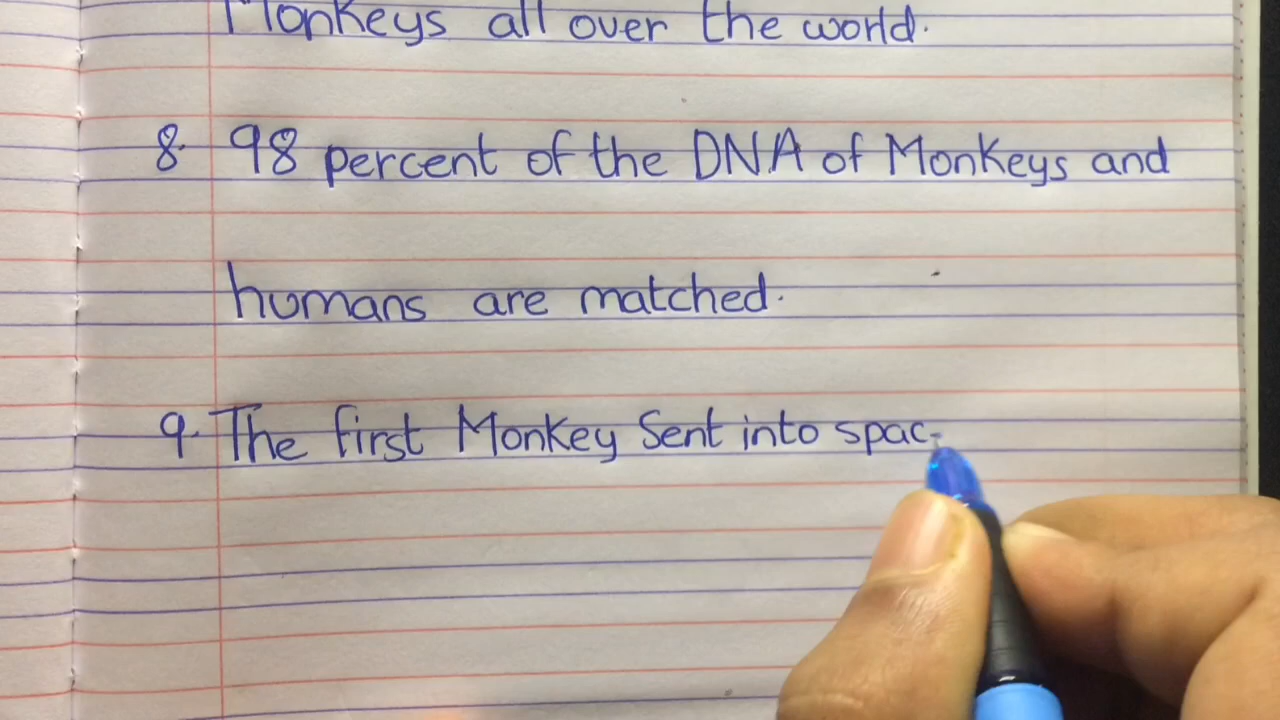 Monkeys all over the world.
8. 98 percent of the DNA of Monkeys and
humans are matched.
9. The first Monkey Sent into spac